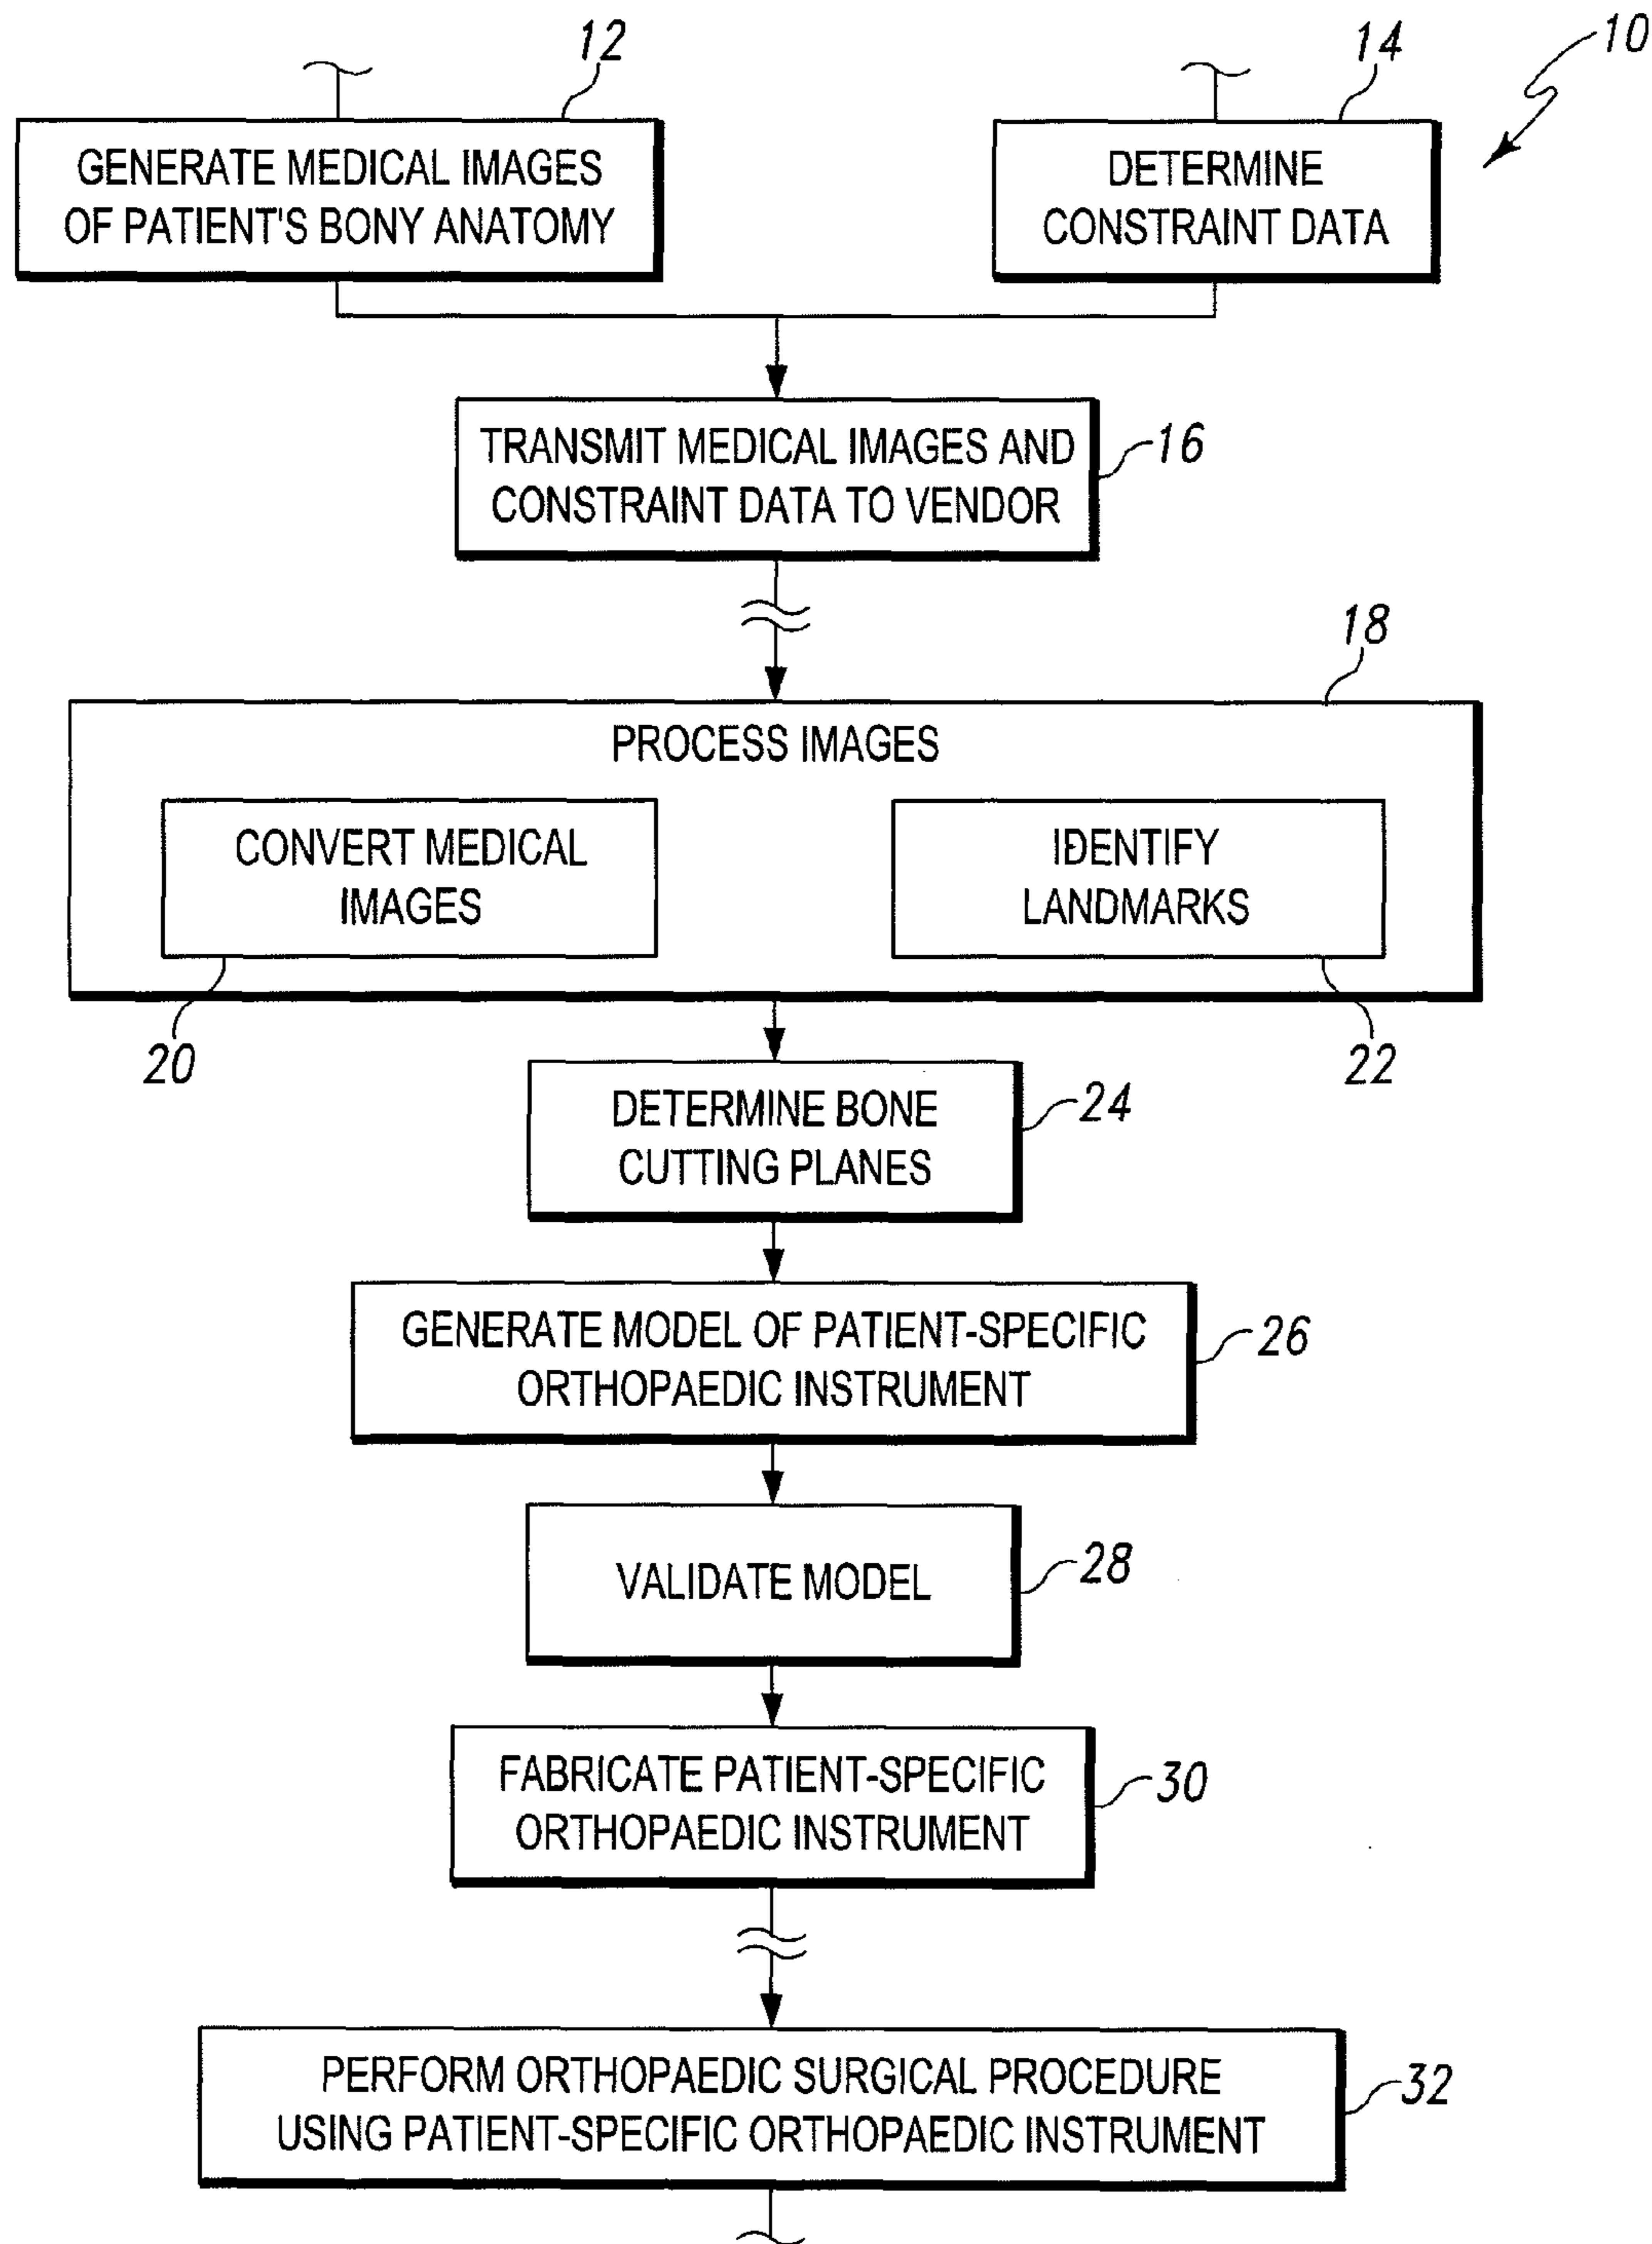 12
14
10
GENERATE MEDICAL IMAGES
OF PATIENT'S BONY ANATOMY
DETERMINE
CONSTRAINT DATA
TRANSMIT MEDICAL IMAGES AND
CONSTRAINT DATA TO VENDOR
16
18
PROCESS IMAGES
CONVERT MEDICAL
IMAGES
IDENTIFY
LANDMARKS
20
22
DETERMINE BONE
CUTTING PLANES
24
GENERATE MODEL OF PATIENT-SPECIFIC
ORTHOPAEDIC INSTRUMENT
26
VALIDATE MODEL
28
FABRICATE PATIENT-SPECIFIC
ORTHOPAEDIC INSTRUMENT
30
PERFORM ORTHOPAEDIC SURGICAL PROCEDURE
USING PATIENT-SPECIFIC ORTHOPAEDIC INSTRUMENT
32